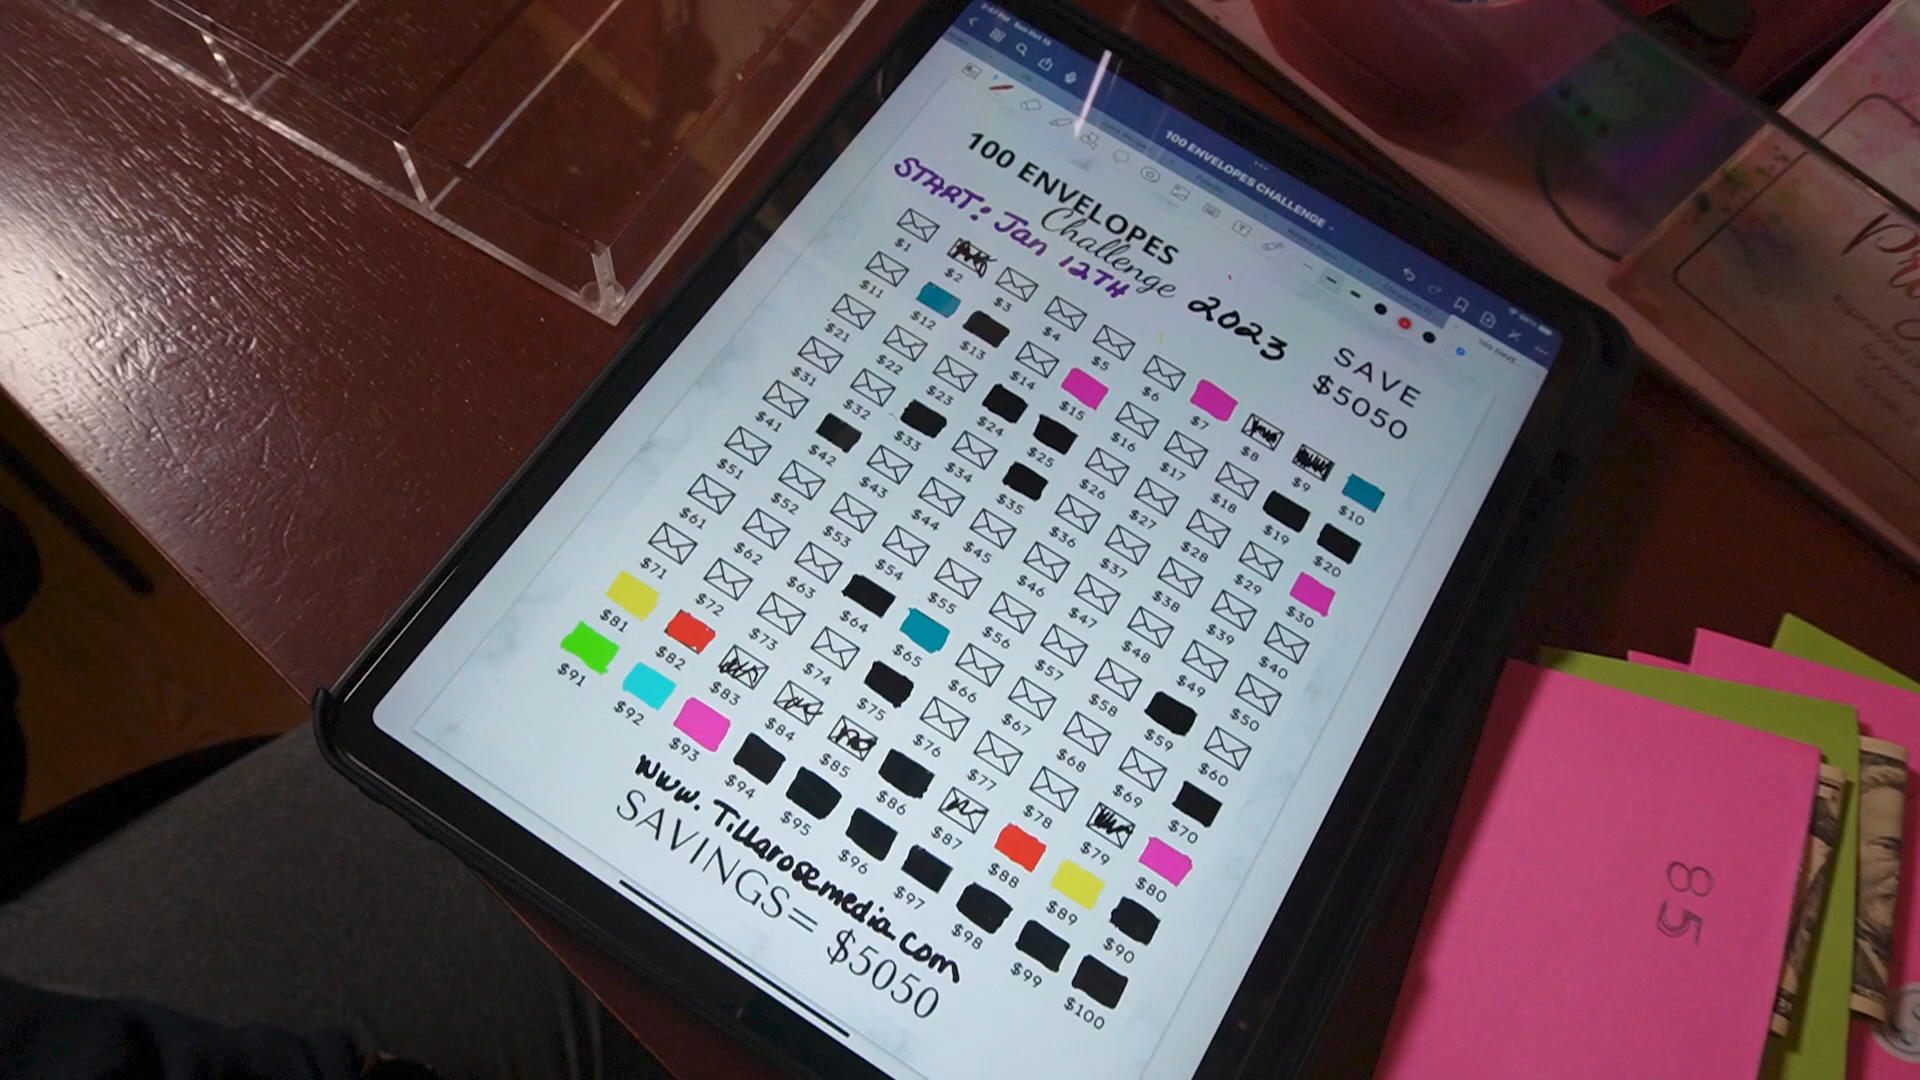 100 ENVELOPES CHALLENGE
100 ENVELOPES
Challenge 2023
START: Jan 12TH
SAVE
$5050
$1 $2 $3 $4 $5 $6 $7 $8 $9 $10
$11 $12 $13 $14 $15 $16 $17 $18 $19 $20
$21 $22 $23 $24 $25 $26 $27 $28 $29 $30
$31 $32 $33 $34 $35 $36 $37 $38 $39 $40
$41 $42 $43 $44 $45 $46 $47 $48 $49 $50
$51 $52 $53 $54 $55 $56 $57 $58 $59 $60
$61 $62 $63 $64 $65 $66 $67 $68 $69 $70
$71 $72 $73 $74 $75 $76 $77 $78 $79 $80
$81 $82 $83 $84 $85 $86 $87 $88 $89 $90
$91 $92 $93 $94 $95 $96 $97 $98 $99 $100
www.Tillarosemedia.com
SAVINGS= $5050
85